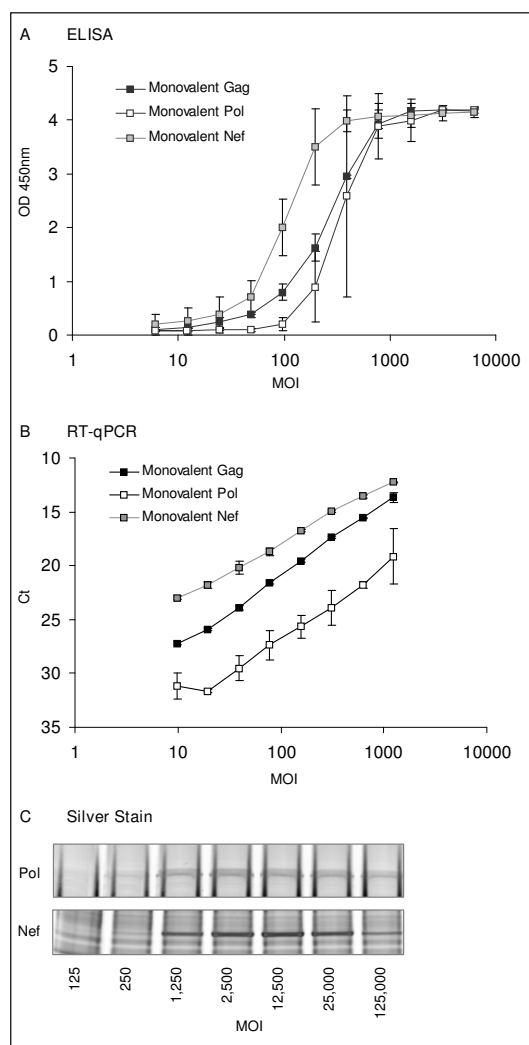 A ELISA
Monovalent Gag
Monovalent Pol
Monovalent Nef
OD 450nm
5
4
3
2
1
0
1 10 100 1000 10000
MOI
B RT-qPCR
Monovalent Gag
Monovalent Pol
Monovalent Nef
Ct
10
15
20
25
30
35
1 10 100 1000 10000
MOI
C Silver Stain
Pol
Nef
125 250 1,250 2,500 12,500 25,000 125,000
MOI